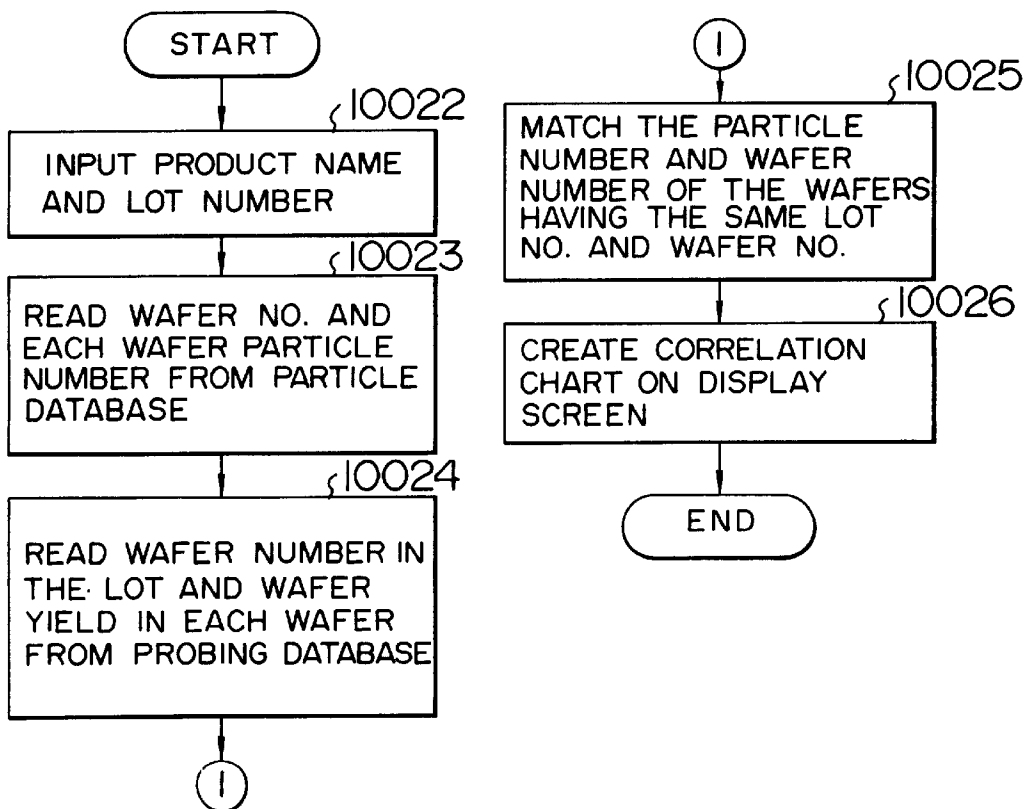 START
10022
INPUT PRODUCT NAME
AND LOT NUMBER
10023
READ WAFER NO. AND
EACH WAFER PARTICLE
NUMBER FROM PARTICLE
DATABASE
10024
READ WAFER NUMBER IN
THE LOT AND WAFER
YIELD IN EACH WAFER
FROM PROBING DATABASE
1
1
10025
MATCH THE PARTICLE
NUMBER AND WAFER
NUMBER OF THE WAFERS
HAVING THE SAME LOT
NO. AND WAFER NO.
10026
CREATE CORRELATION
CHART ON DISPLAY
SCREEN
END